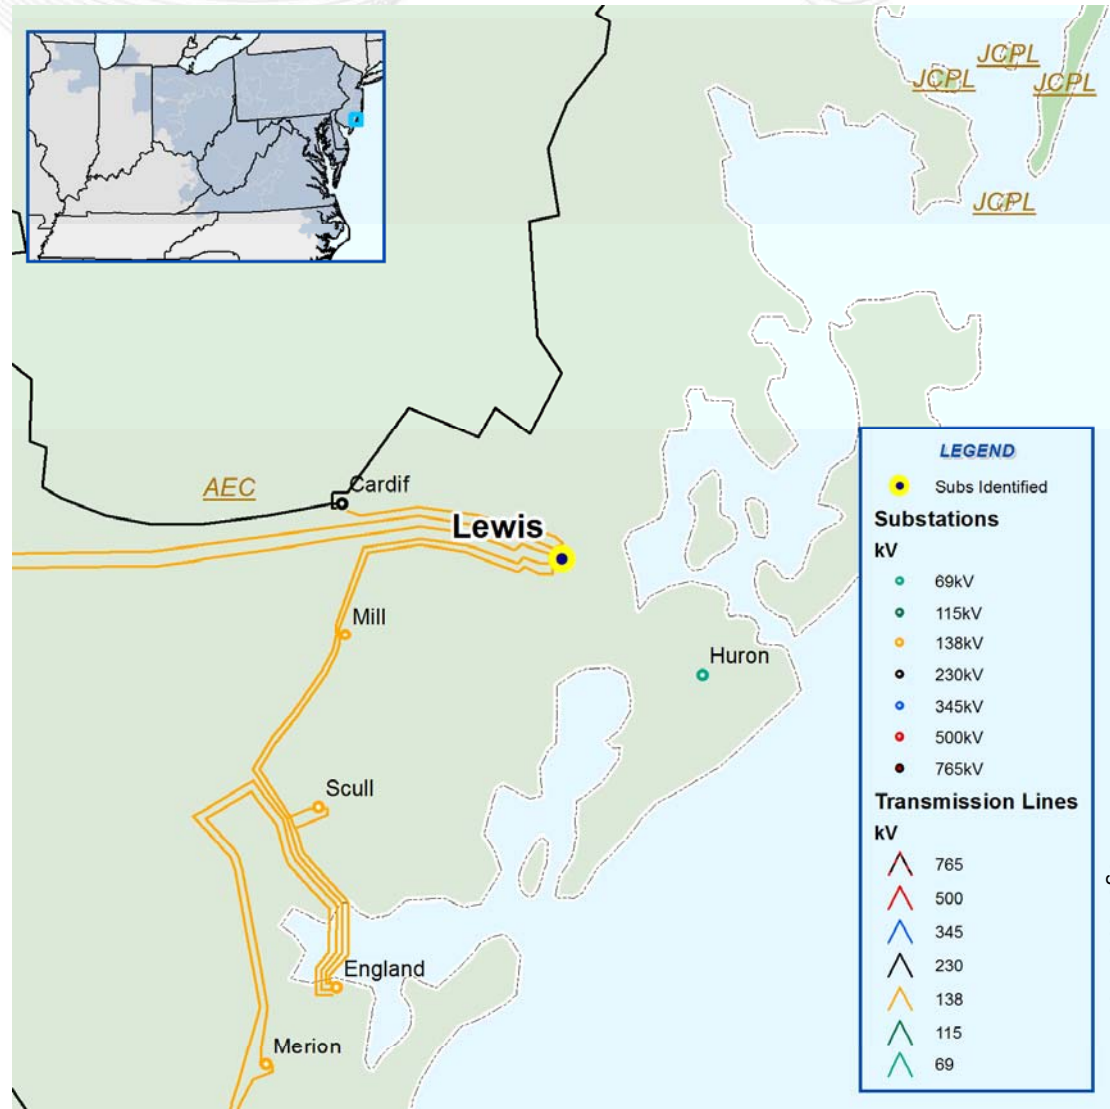 JCPL
JCPL
JCPL
JCPL
AEC
Cardif
Lewis
Mill
Huron
Scull
England
Merion
LEGEND
Subs Identified
Substations
kV
69kV
115kV
138kV
230kV
345kV
500kV
765kV
Transmission Lines
kV
765
500
345
230
138
115
69